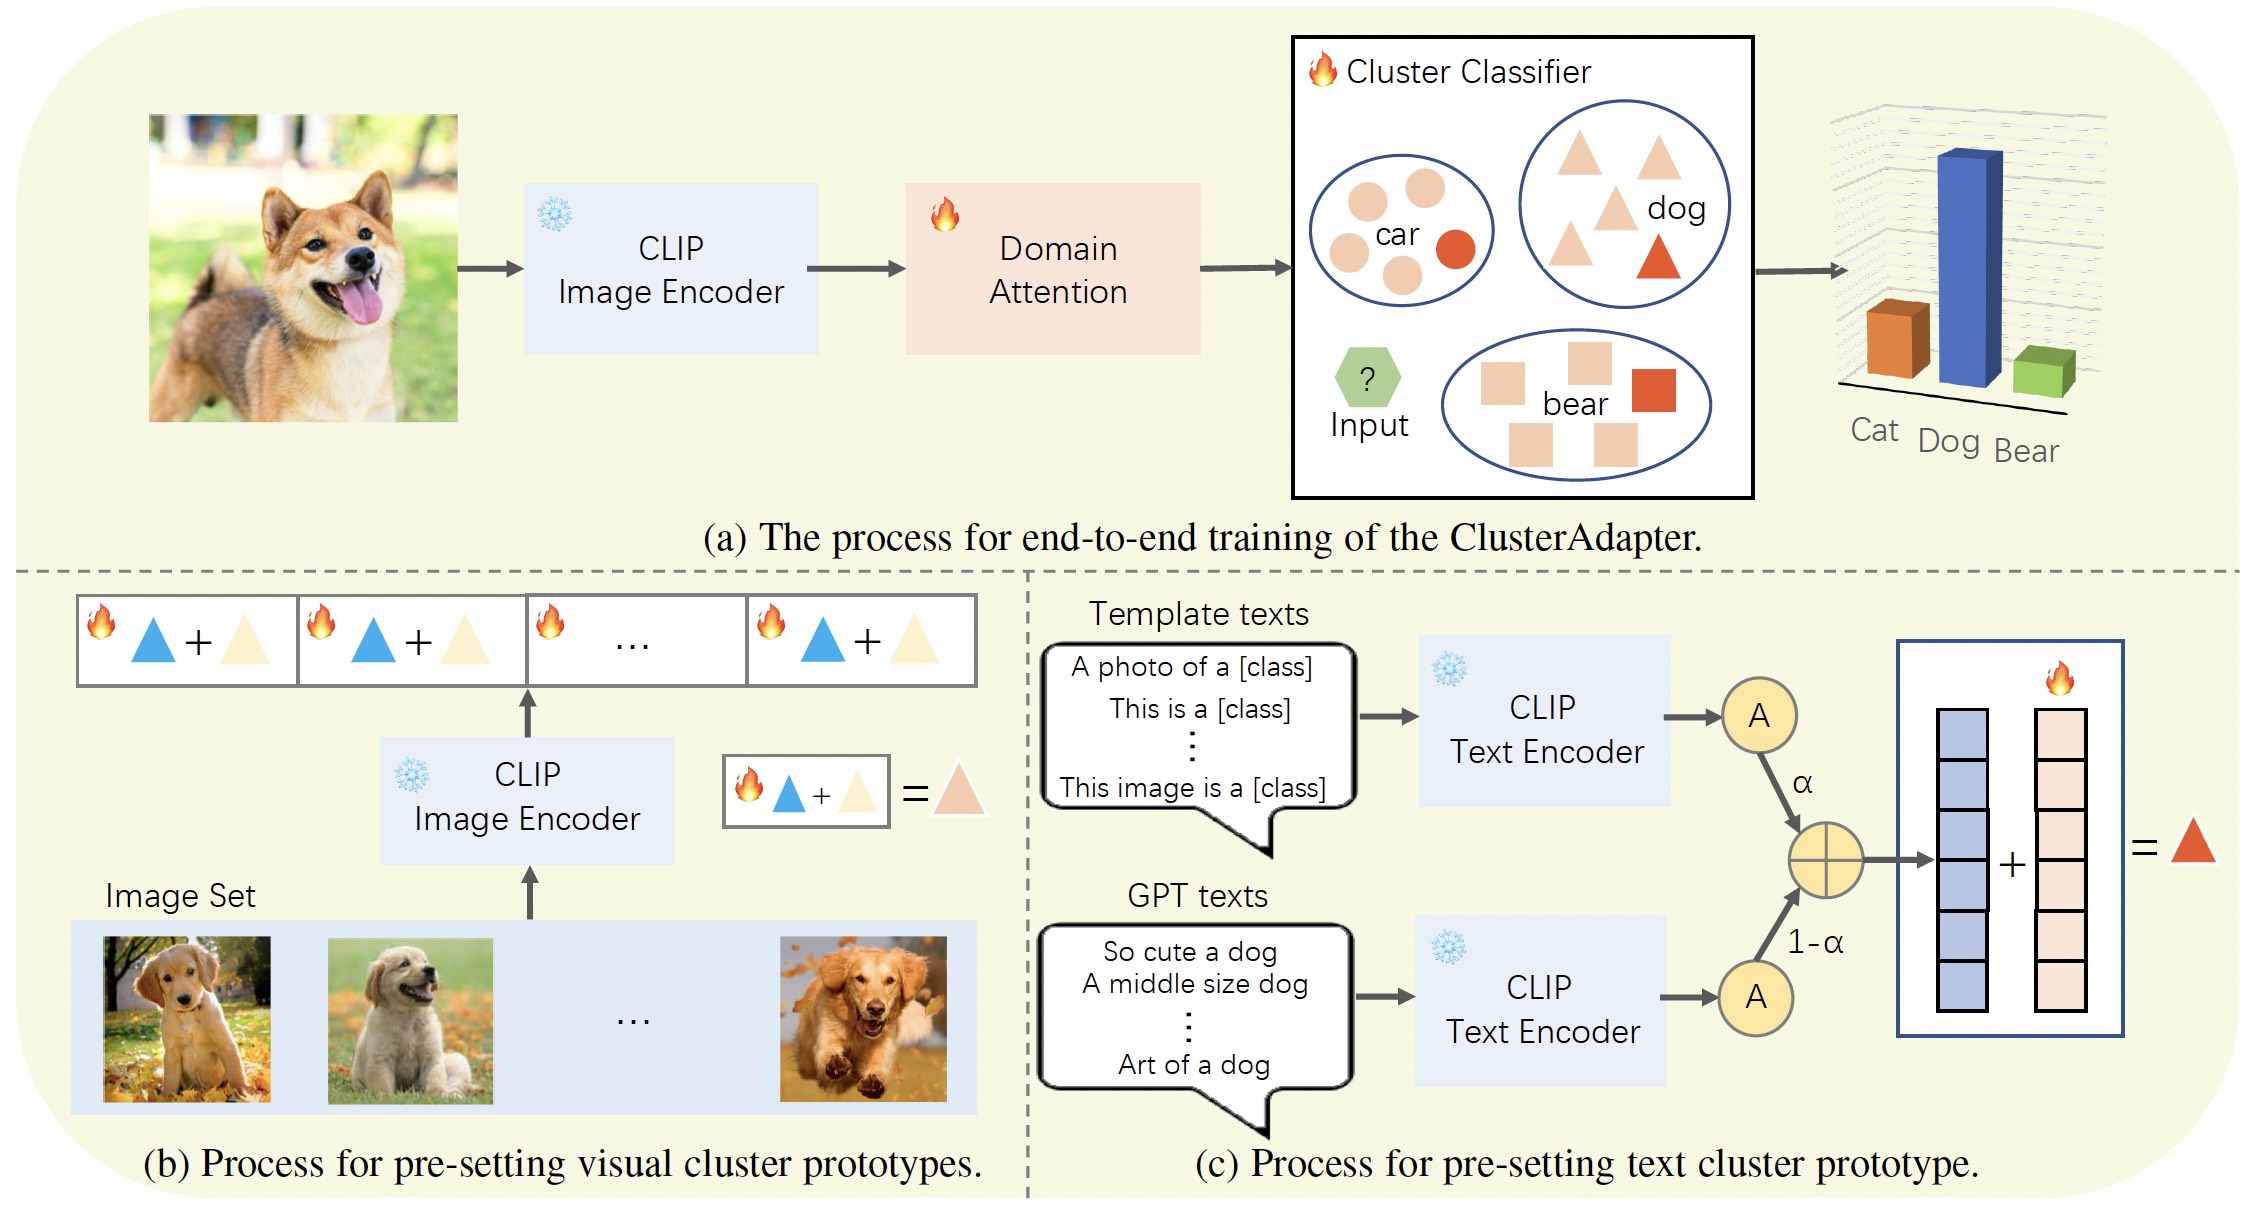 Cluster Classifier
car
dog
bear
?
Input
CLIP
Image Encoder
Domain
Attention
Cat
Dog
Bear
(a) The process for end-to-end training of the ClusterAdapter.
+
+
...
+
CLIP
Image Encoder
+
=
Image Set
...
(b) Process for pre-setting visual cluster prototypes.
Template texts
A photo of a [class]
This is a [class]
⋮
This image is a [class]
CLIP
Text Encoder
A
α
GPT texts
So cute a dog
A middle size dog
⋮
Art of a dog
CLIP
Text Encoder
A
1-α
+
=
(c) Process for pre-setting text cluster prototype.